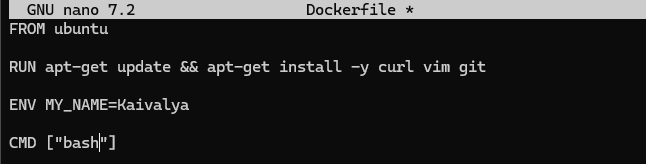 GNU nano 7.2 Dockerfile *
FROM ubuntu
RUN apt-get update && apt-get install -y curl vim git
ENV MY_NAME=Kaivalya
CMD ["bash"]